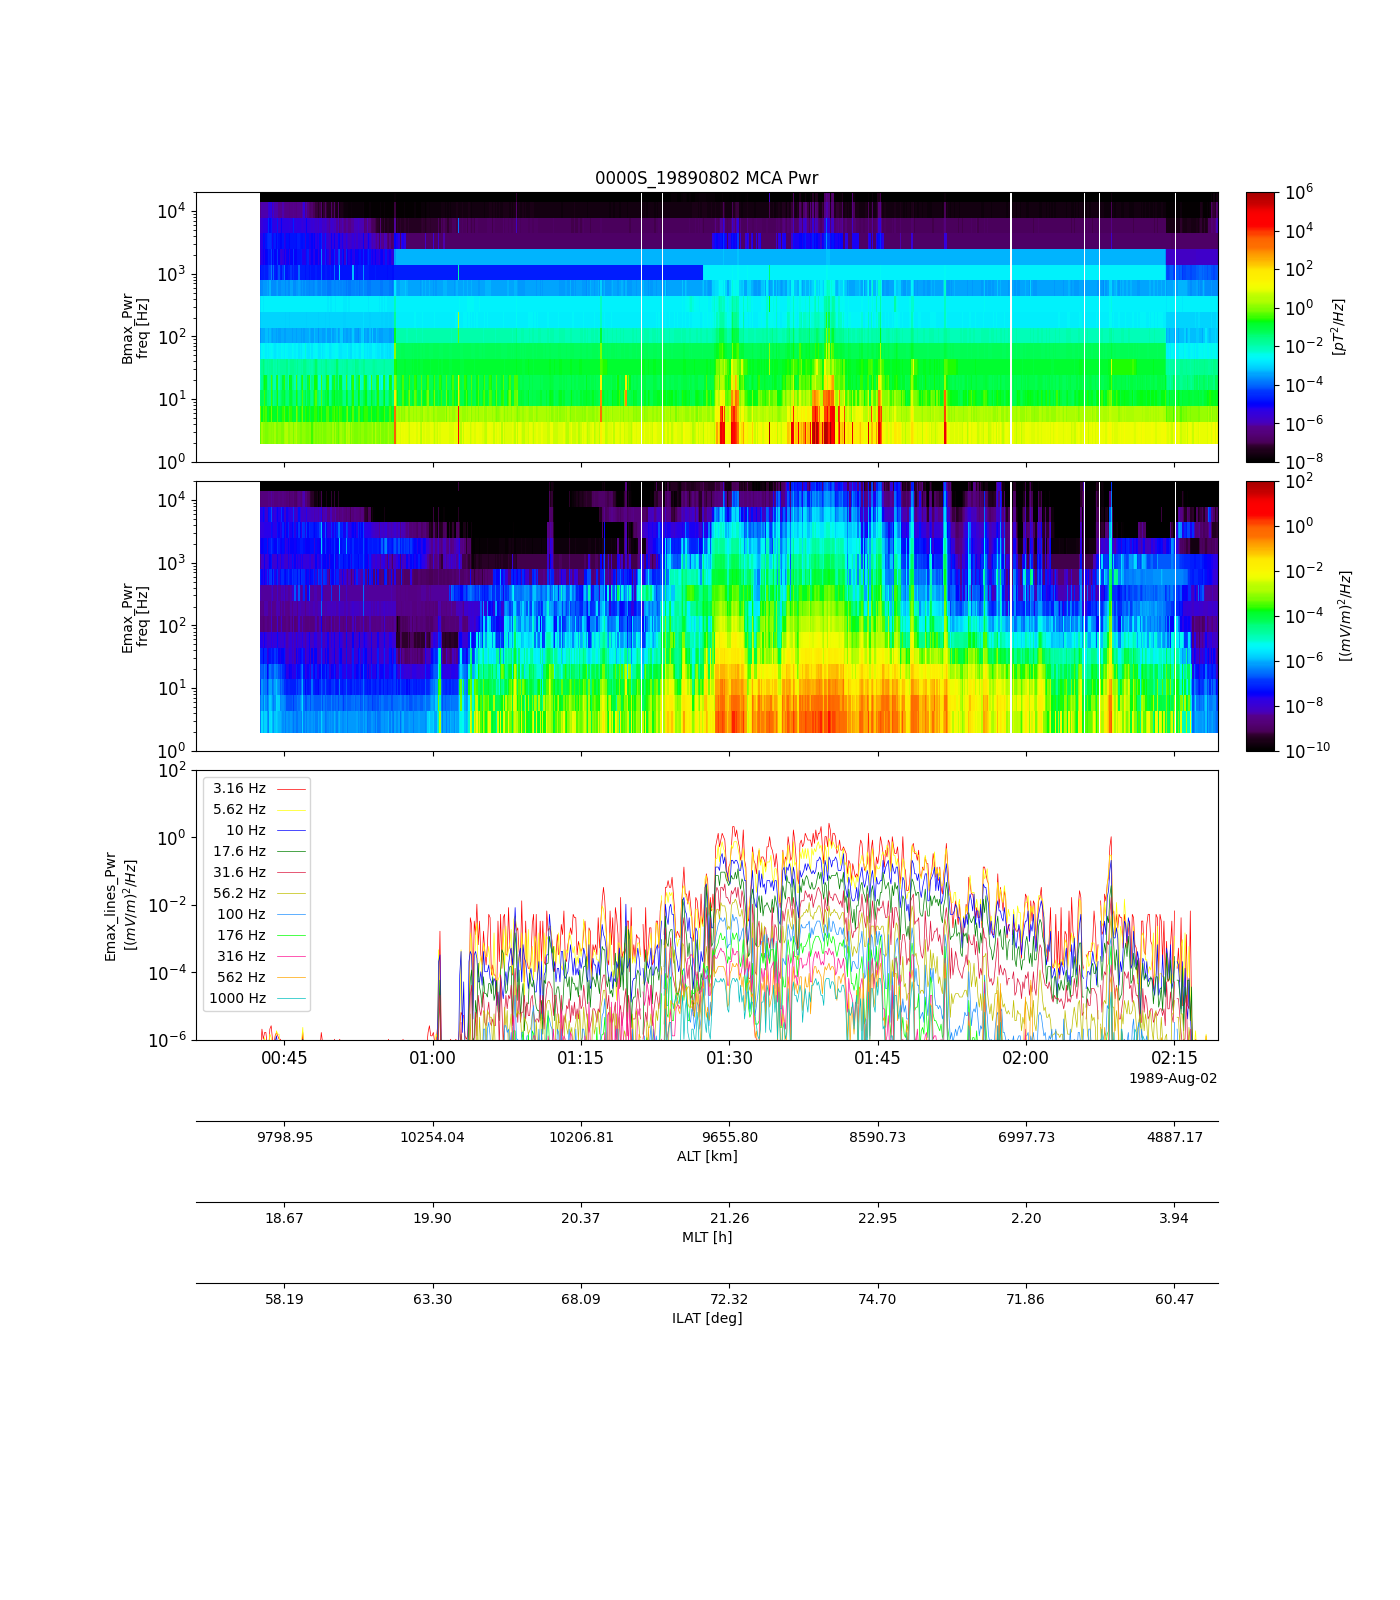 0000S_19890802 MCA Pwr
10^4
10^3
10^2
10^1
10^0
Bmax_Pwr
freq [Hz]
10^6
10^4
10^2
10^0
10^-2
10^-4
10^-6
10^-8
[pT^2/Hz]
10^4
10^3
10^2
10^1
10^0
Emax_Pwr
freq [Hz]
10^2
10^0
10^-2
10^-4
10^-6
10^-8
10^-10
[(mV/m)^2/Hz]
10^2
10^0
10^-2
10^-4
10^-6
Emax_lines_Pwr
[(mV/m)^2/Hz]
3.16 Hz
5.62 Hz
10 Hz
17.6 Hz
31.6 Hz
56.2 Hz
100 Hz
176 Hz
316 Hz
562 Hz
1000 Hz
00:45 01:00 01:15 01:30 01:45 02:00 02:15
1989-Aug-02
9798.95 10254.04 10206.81 9655.80 8590.73 6997.73 4887.17
ALT [km]
18.67 19.90 20.37 21.26 22.95 2.20 3.94
MLT [h]
58.19 63.30 68.09 72.32 74.70 71.86 60.47
ILAT [deg]